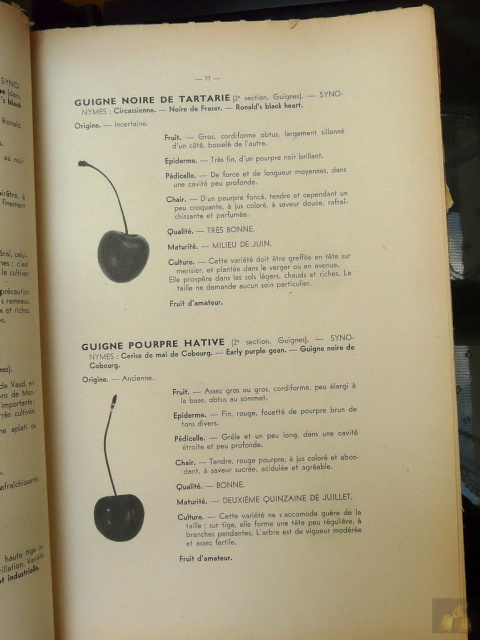 — 77 —
GUIGNE NOIRE DE TARTARIE (2e section, Guignes). — SYNO-
NYMES : Circassienne. — Noire de Fraser. — Ronald's black heart.
Origine. — Incertaine.
Fruit. — Gros, cordiforme obtus, largement sillonné
d'un côté, bosselé de l'autre.
Epiderme. — Très fin, d'un pourpre noir brillant.
Pédicelle. — De force et de longueur moyennes, dans
une cavité peu profonde.
Chair. — D'un pourpre foncé, tendre et cependant un
peu croquante, à jus coloré, à saveur douce, rafraî-
chissante et parfumée.
Qualité. — TRÈS BONNE.
Maturité. — MILIEU DE JUIN.
Culture. — Cette variété doit être greffée en tête sur
merisier, et plantée dans le verger ou en avenue.
Elle prospère dans les sols légers, chauds et riches. La
taille ne demande aucun soin particulier.
Fruit d'amateur.
GUIGNE POURPRE HATIVE (2e section, Guignes). — SYNO-
NYMES : Cerise de mai de Cobourg. — Early purple gean. — Guigne noire de
Cobourg.
Origine. — Ancienne.
Fruit. — Assez gros ou gros, cordiforme, peu élargi à
la base, obtus au sommet.
Epiderme. — Fin, rouge, fouetté de pourpre brun de
tons divers.
Pédicelle. — Grêle et un peu long, dans une cavité
étroite et peu profonde.
Chair. — Tendre, rouge pourpre, à jus coloré et abon-
dant, à saveur sucrée, acidulée et agréable.
Qualité. — BONNE.
Maturité. — DEUXIÈME QUINZAINE DE JUILLET.
Culture. — Cette variété ne s'accomode guère de la
taille ; sur tige, elle forme une tête peu régulière, à
branches pendantes. L'arbre est de vigueur modérée
et assez fertile.
Fruit d'amateur.